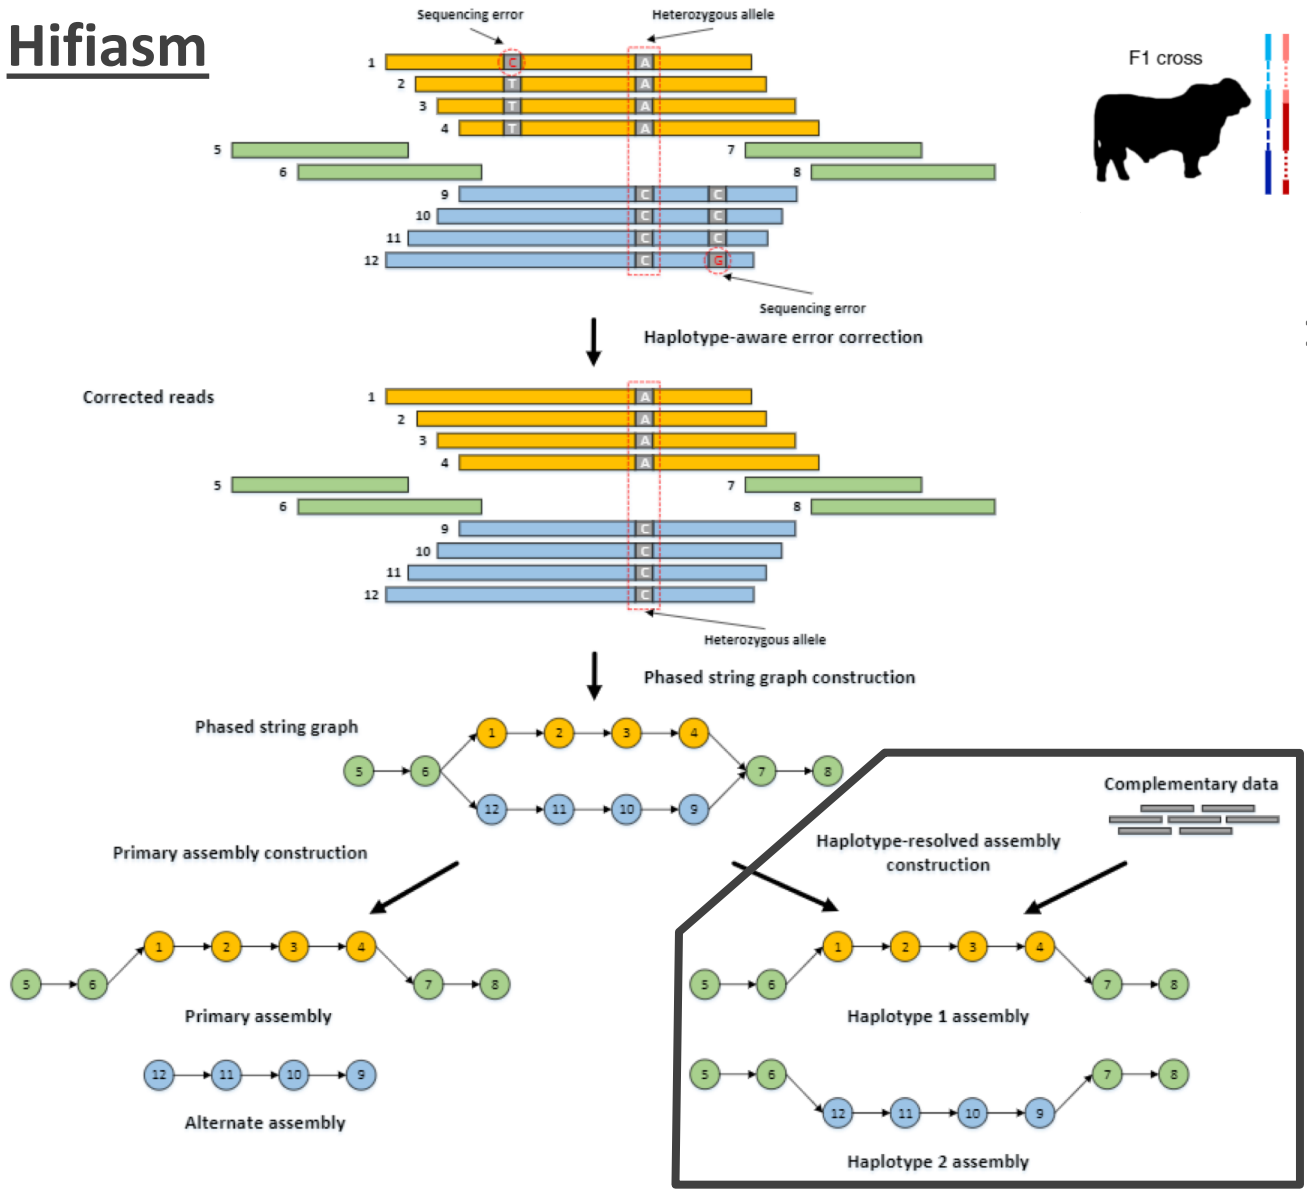 Hifiasm
Sequencing error
Heterozygous allele
F1 cross
1 C A
2 T A
3 T A
4 T A
5
7
6
8
9 C C
10 C C
11 C C
12 C G
Sequencing error
Haplotype-aware error correction
Corrected reads
1 A
2 A
3 A
4 A
5
7
6
8
9 C
10 C
11 C
12 C
Heterozygous allele
Phased string graph construction
Phased string graph
1 2 3 4
5 6 7 8
12 11 10 9
Complementary data
Primary assembly construction
Haplotype-resolved assembly
construction
1 2 3 4
5 6 7 8
Primary assembly
12 11 10 9
Alternate assembly
1 2 3 4
5 6 7 8
Haplotype 1 assembly
5 6 7 8
12 11 10 9
Haplotype 2 assembly